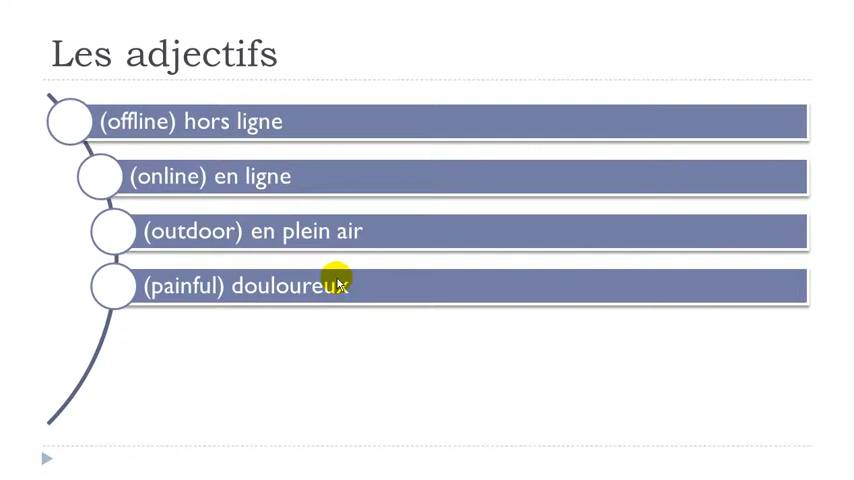 Les adjectifs
(offline) hors ligne
(online) en ligne
(outdoor) en plein air
(painful) douloureux